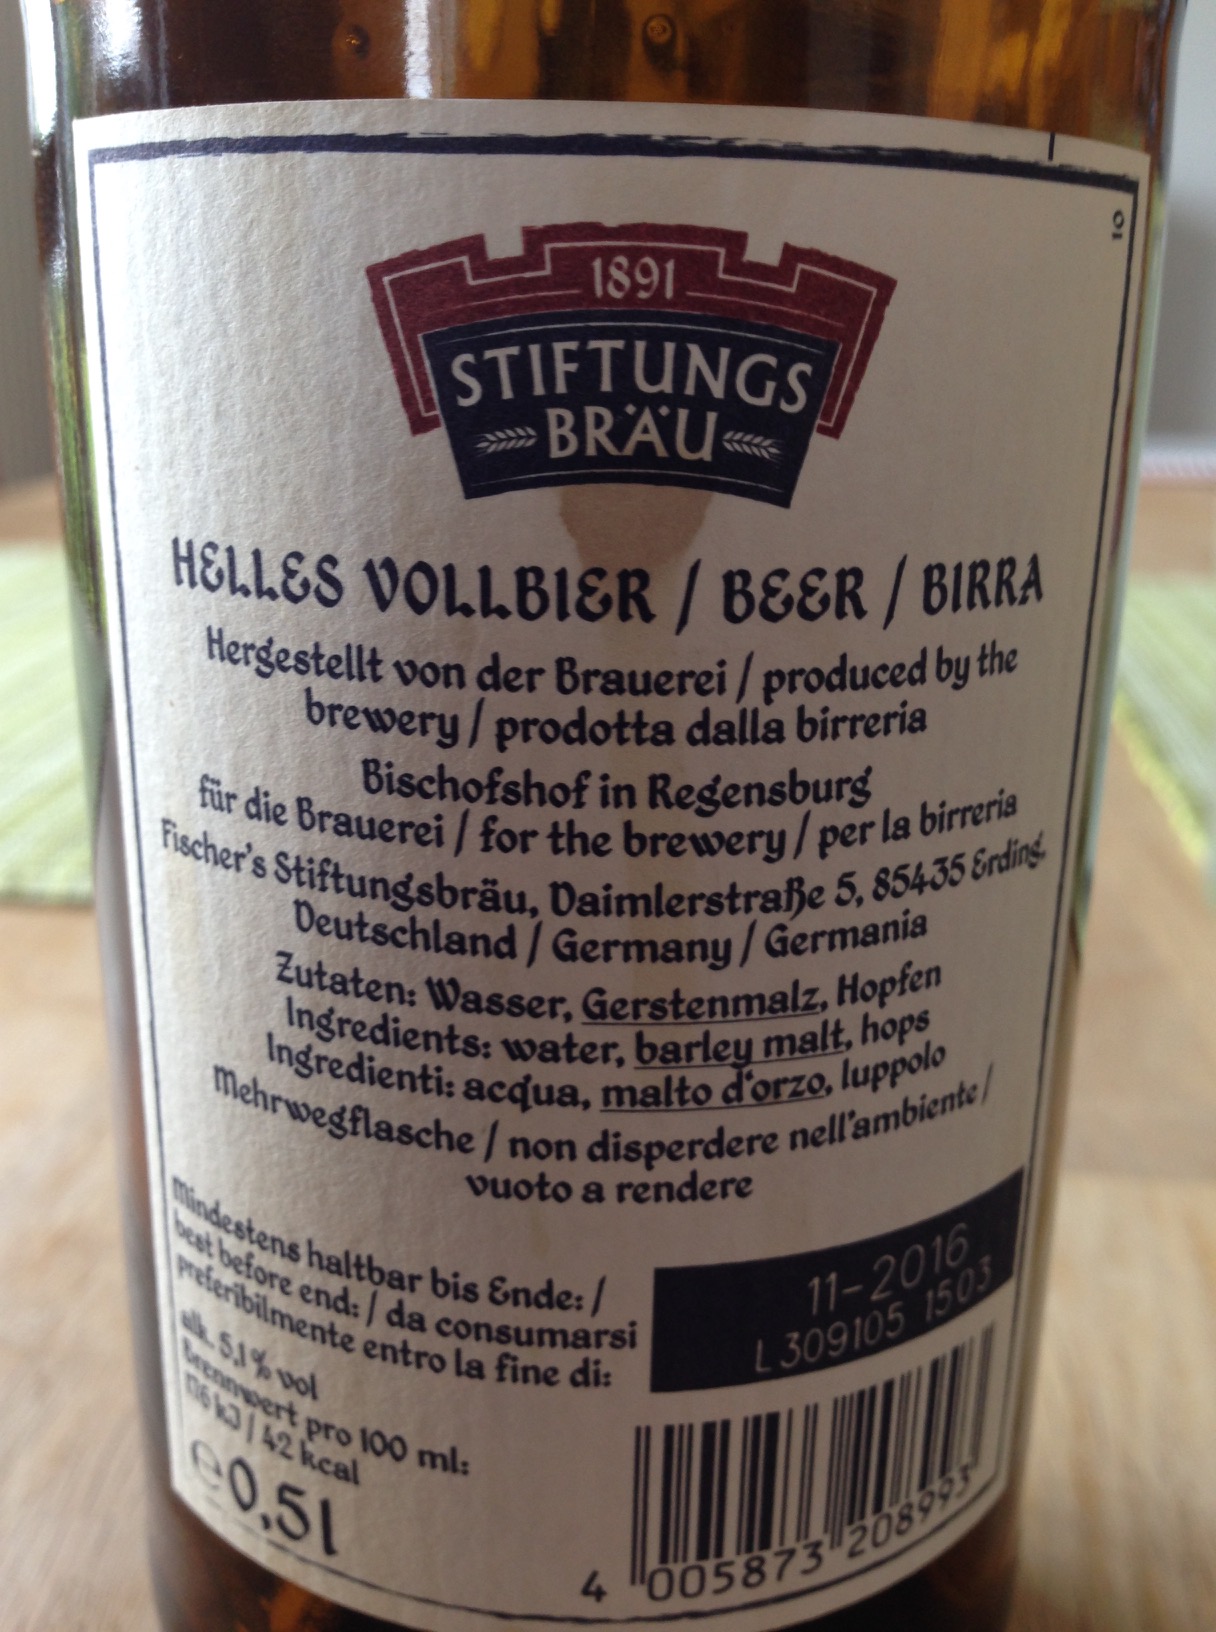 10
1891
STIFTUNGS
BRÄU
HELLES VOLLBIER / BEER / BIRRA
Hergestellt von der Brauerei / produced by the
brewery / prodotta dalla birreria
Bischofshof in Regensburg
für die Brauerei / for the brewery / per la birreria
Fischer's Stiftungsbräu, Daimlerstraße 5, 85435 Erding,
Deutschland / Germany / Germania
Zutaten: Wasser, Gerstenmalz, Hopfen
Ingredients: water, barley malt, hops
Ingredienti: acqua, malto d'orzo, luppolo
Mehrwegflasche / non disperdere nell'ambiente /
vuoto a rendere
Mindestens haltbar bis Ende: /
best before end: / da consumarsi
preferibilmente entro la fine di:
11-2016
L309105 1503
alk. 5,1 % vol
Brennwert pro 100 ml:
176 kJ / 42 kcal
e 0,5l
4 005873 208993